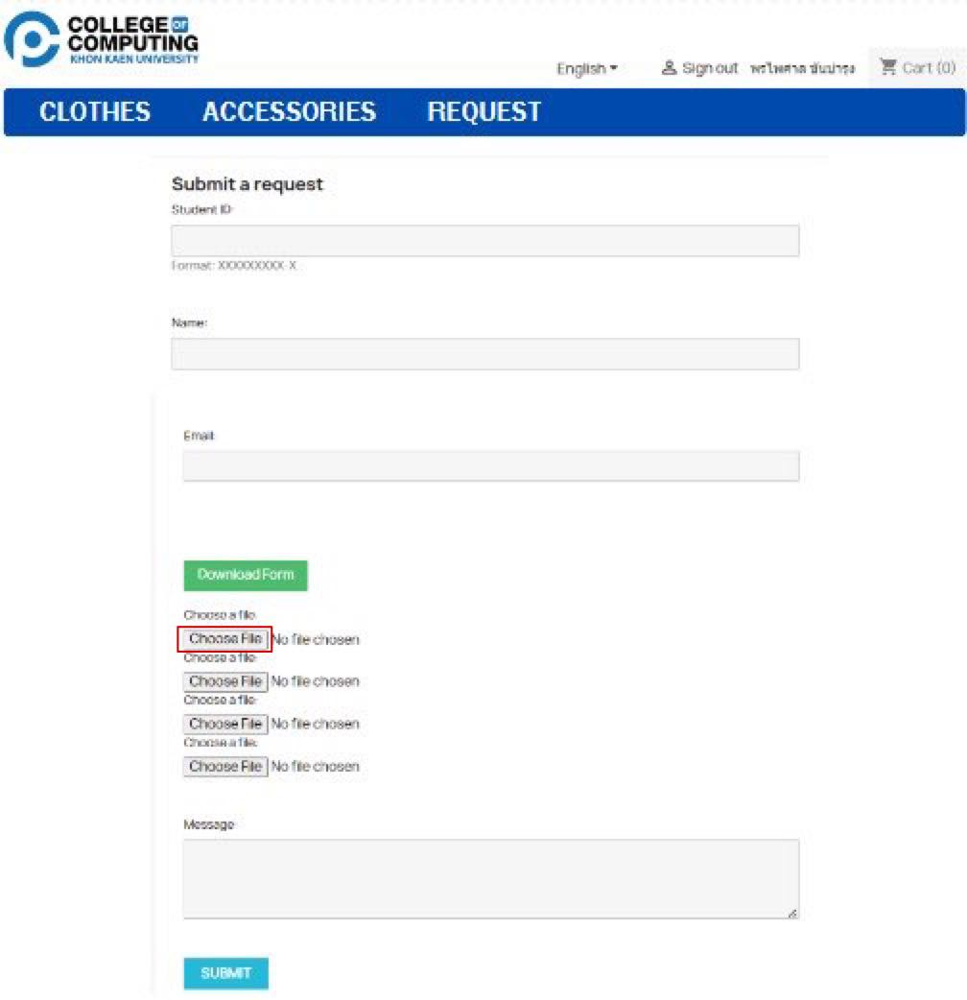 COLLEGE OF
COMPUTING
KHON KAEN UNIVERSITY
English
Sign out พรไพศาล ขันบำรุง
Cart (0)
CLOTHES ACCESSORIES REQUEST
Submit a request
Student ID:
Format: XXXXXXXXX-X
Name:
Email:
Download Form
Choose a file:
Choose File No file chosen
Choose a file:
Choose File No file chosen
Choose a file:
Choose File No file chosen
Choose a file:
Choose File No file chosen
Message:
SUBMIT